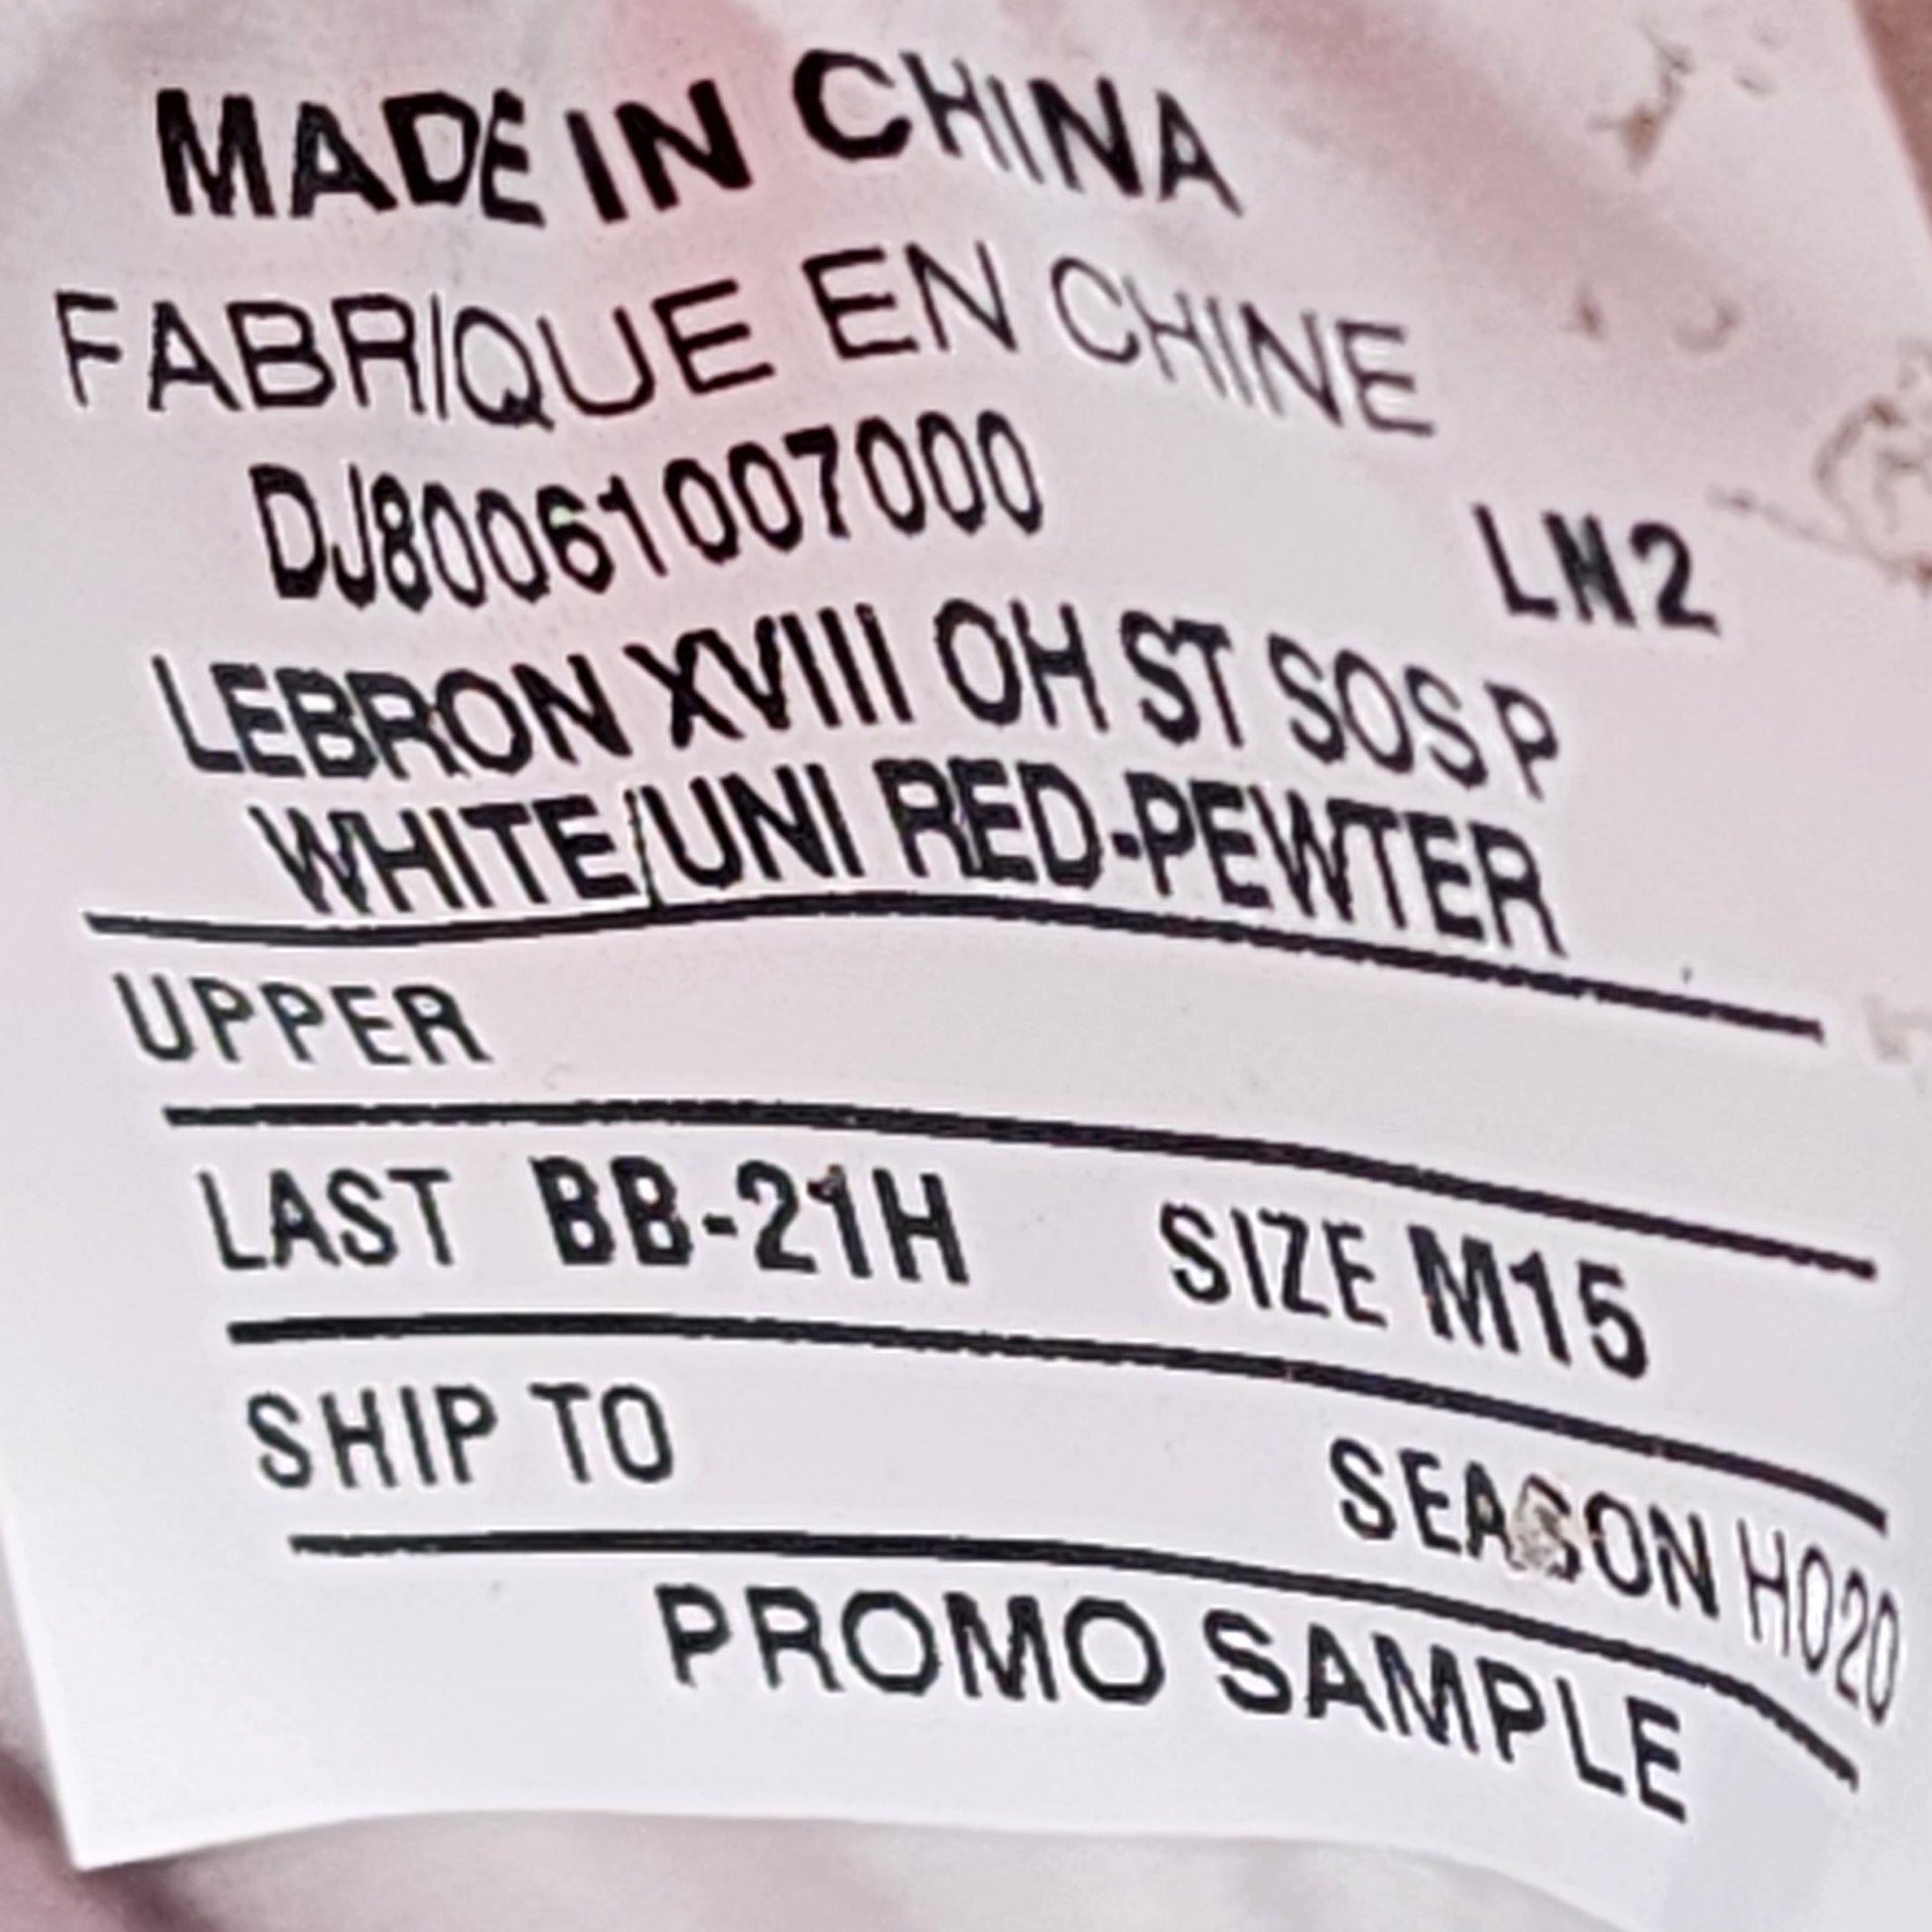 MADE IN CHINA
FABRIQUE EN CHINE
DJ80061007000
LN2
LEBRON XVIII OH ST SOS P
WHITE/UNI RED-PEWTER
UPPER
LAST BB-21H SIZE M15
SHIP TO SEASON HO20
PROMO SAMPLE